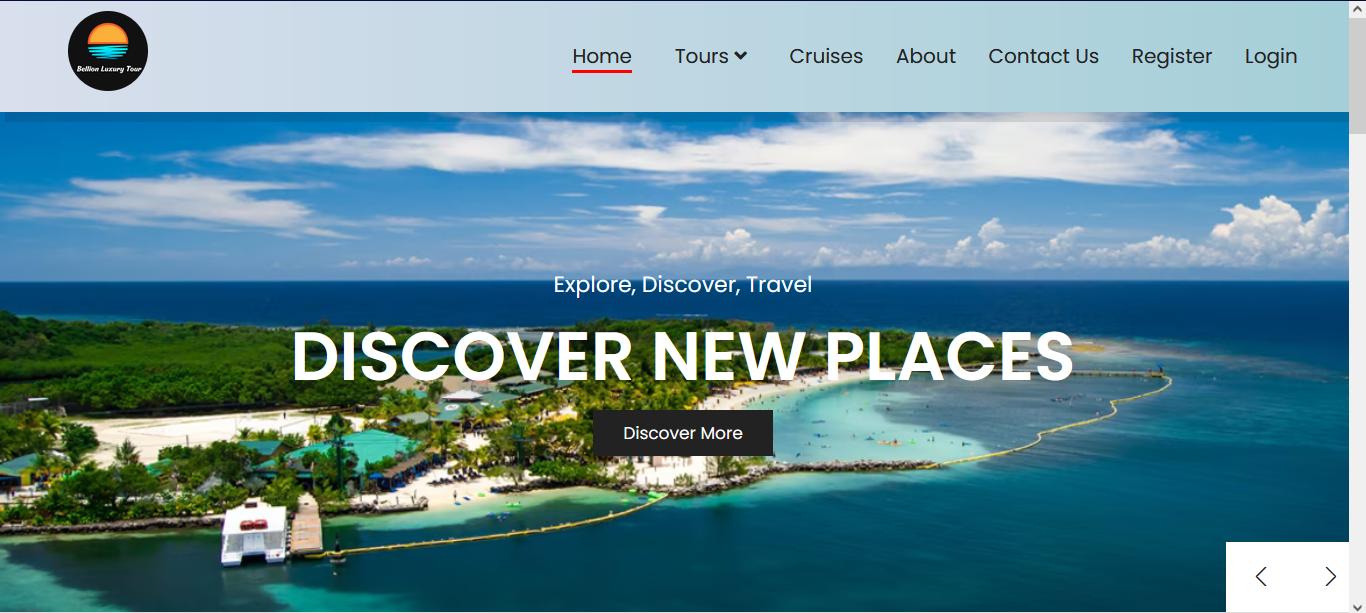 Bellion Luxury Tour
Home Tours Cruises About Contact Us Register Login
Explore, Discover, Travel
DISCOVER NEW PLACES
Discover More